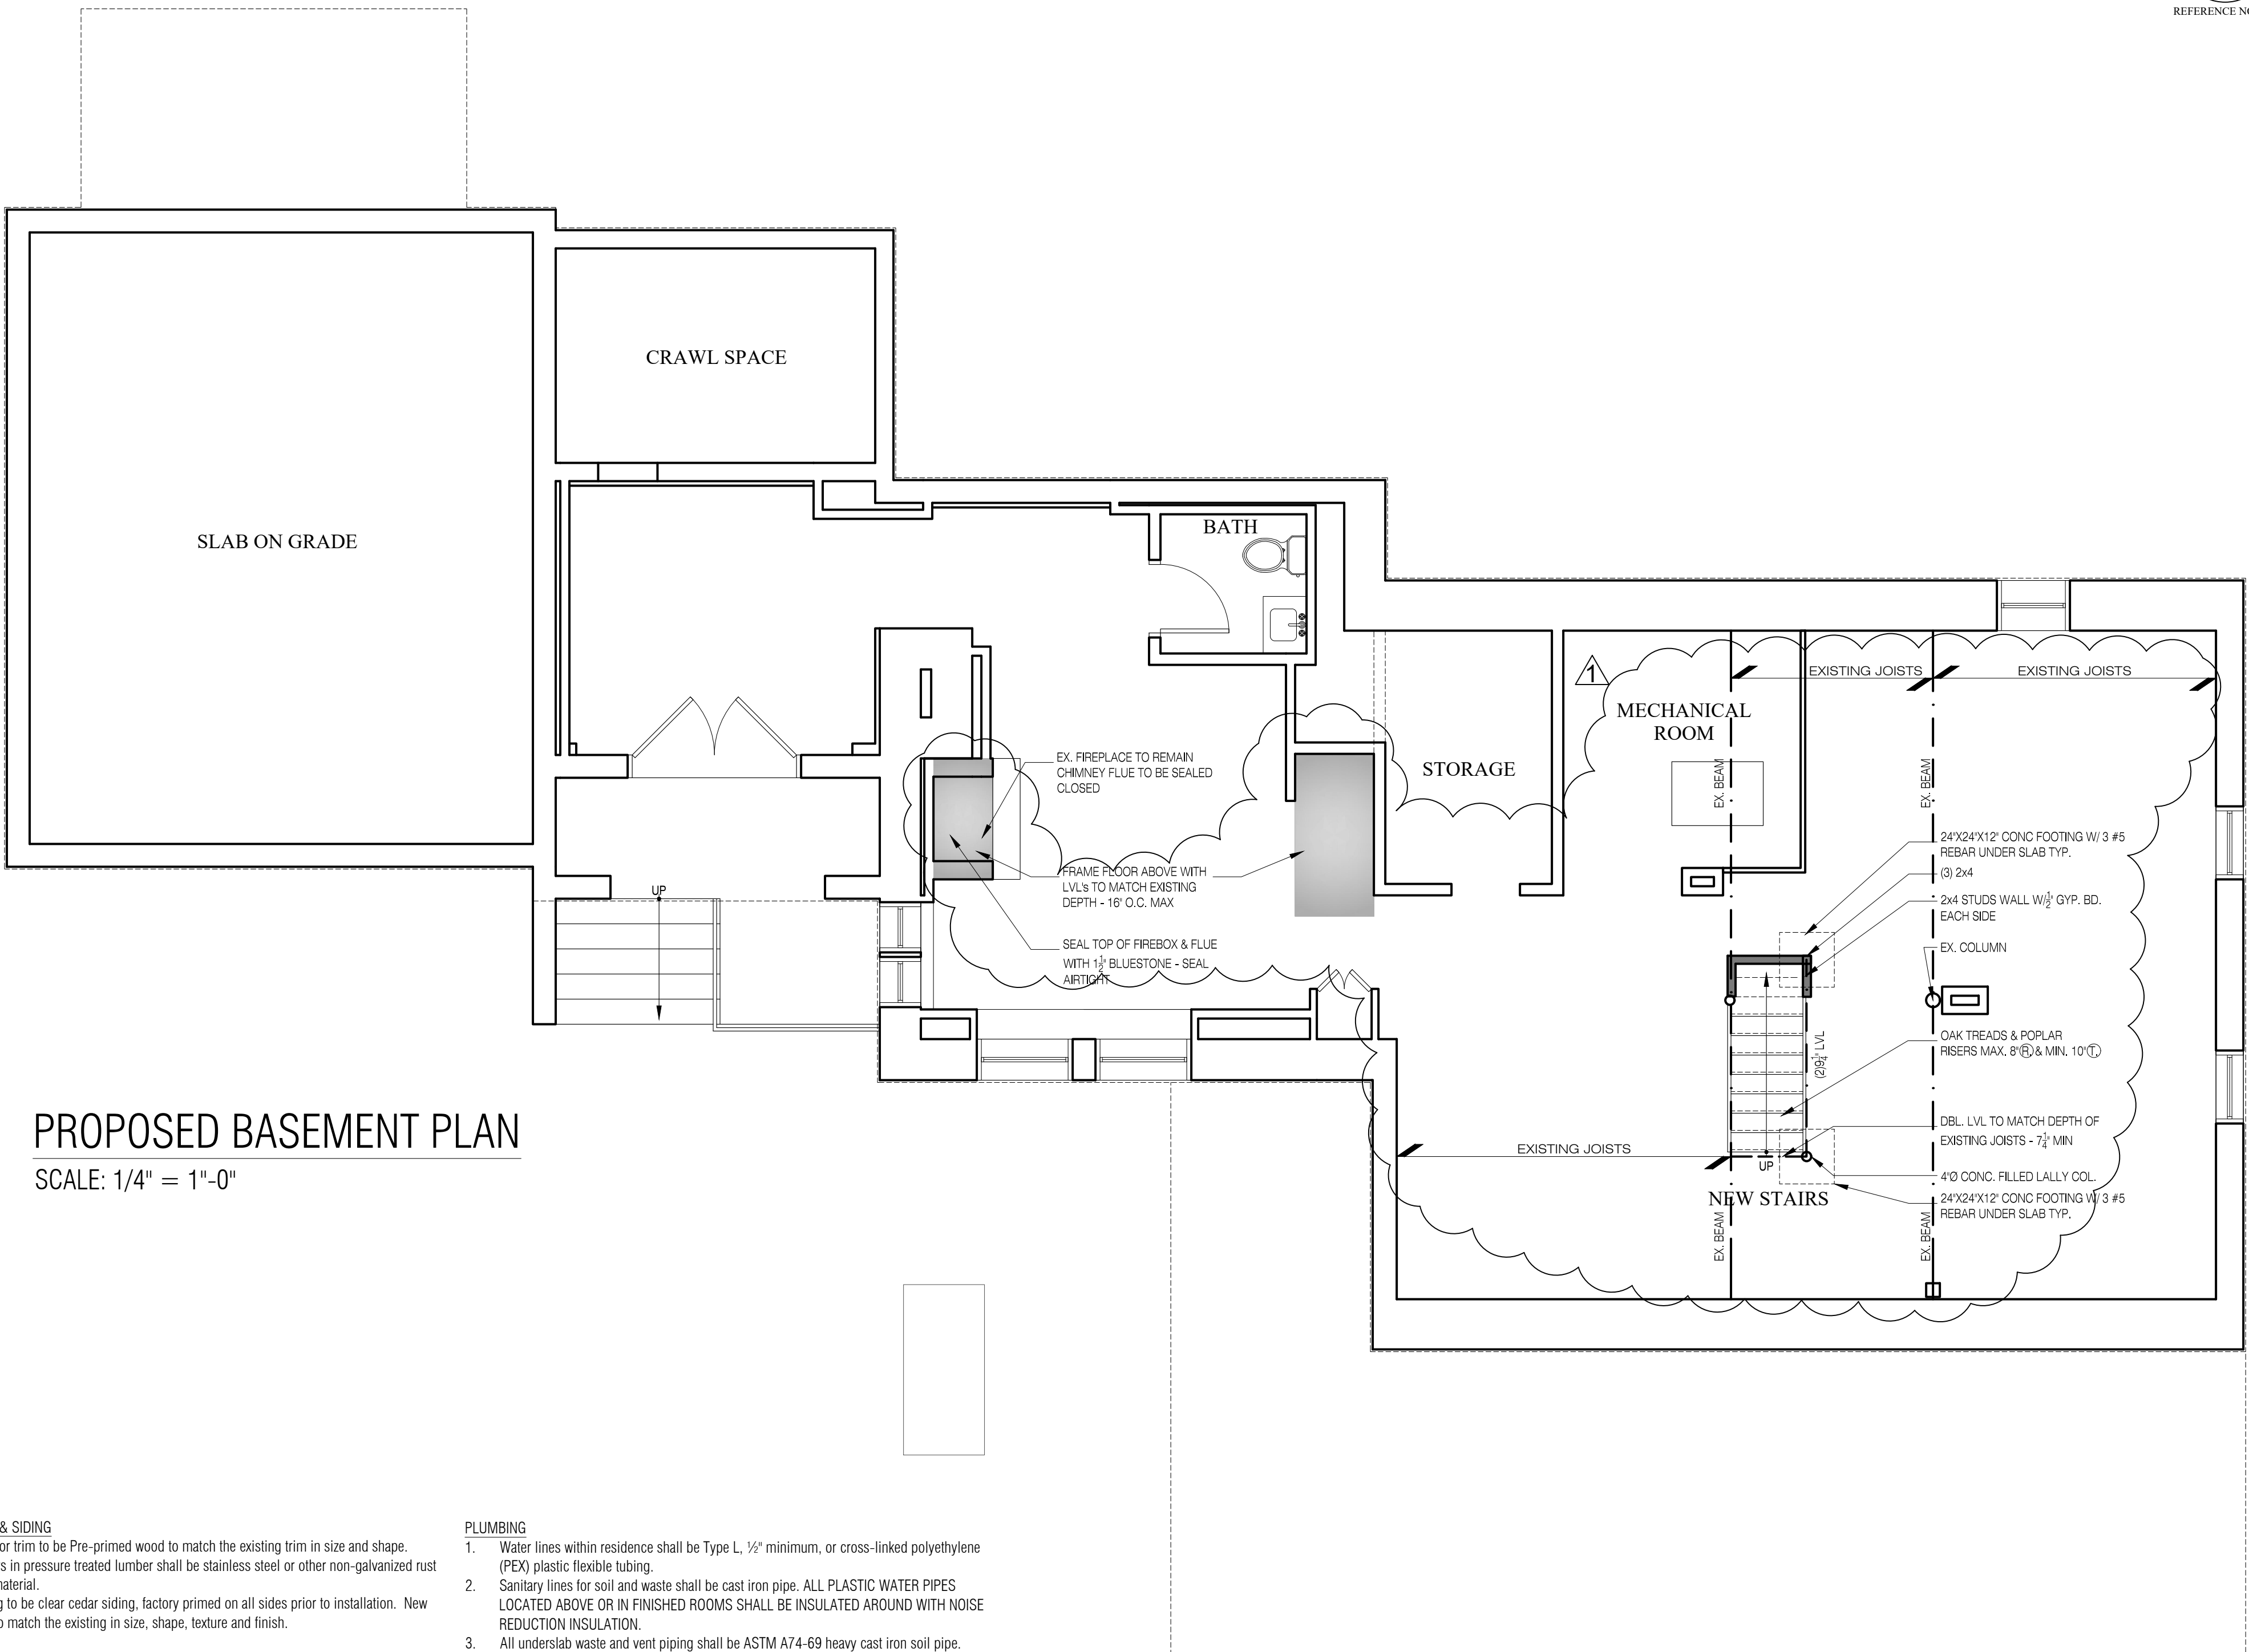 REFERENCE
CRAWL SPACE
SLAB ON GRADE
BATH
EXISTING JOISTS
EXISTING JOISTS
1
MECHANICAL
ROOM
STORAGE
EX. BEAM
EX. BEAM
EX. FIREPLACE TO REMAIN
CHIMNEY FLUE TO BE SEALED
CLOSED
FRAME FLOOR ABOVE WITH
LVL's TO MATCH EXISTING
DEPTH - 16" O.C. MAX
SEAL TOP OF FIREBOX & FLUE
WITH 1½" BLUESTONE - SEAL
AIRTIGHT
UP
24"X24"X12" CONC FOOTING W/ 3 #5
REBAR UNDER SLAB TYP.
(3) 2x4
2x4 STUDS WALL W/½" GYP. BD.
EACH SIDE
EX. COLUMN
(2)9¼" LVL
OAK TREADS & POPLAR
RISERS MAX. 8"Ⓡ & MIN. 10"Ⓣ
DBL. LVL TO MATCH DEPTH OF
EXISTING JOISTS - 7¼" MIN
4"Ø CONC. FILLED LALLY COL.
24"X24"X12" CONC FOOTING W/ 3 #5
REBAR UNDER SLAB TYP.
EXISTING JOISTS
UP
NEW STAIRS
EX. BEAM
EX. BEAM
PROPOSED BASEMENT PLAN
SCALE: 1/4" = 1"-0"
& SIDING
or trim to be Pre-primed wood to match the existing trim in size and shape.
s in pressure treated lumber shall be stainless steel or other non-galvanized rust
material.
g to be clear cedar siding, factory primed on all sides prior to installation. New
o match the existing in size, shape, texture and finish.
PLUMBING
1. Water lines within residence shall be Type L, ½" minimum, or cross-linked polyethylene
(PEX) plastic flexible tubing.
2. Sanitary lines for soil and waste shall be cast iron pipe. ALL PLASTIC WATER PIPES
LOCATED ABOVE OR IN FINISHED ROOMS SHALL BE INSULATED AROUND WITH NOISE
REDUCTION INSULATION.
3. All underslab waste and vent piping shall be ASTM A74-69 heavy cast iron soil pipe.